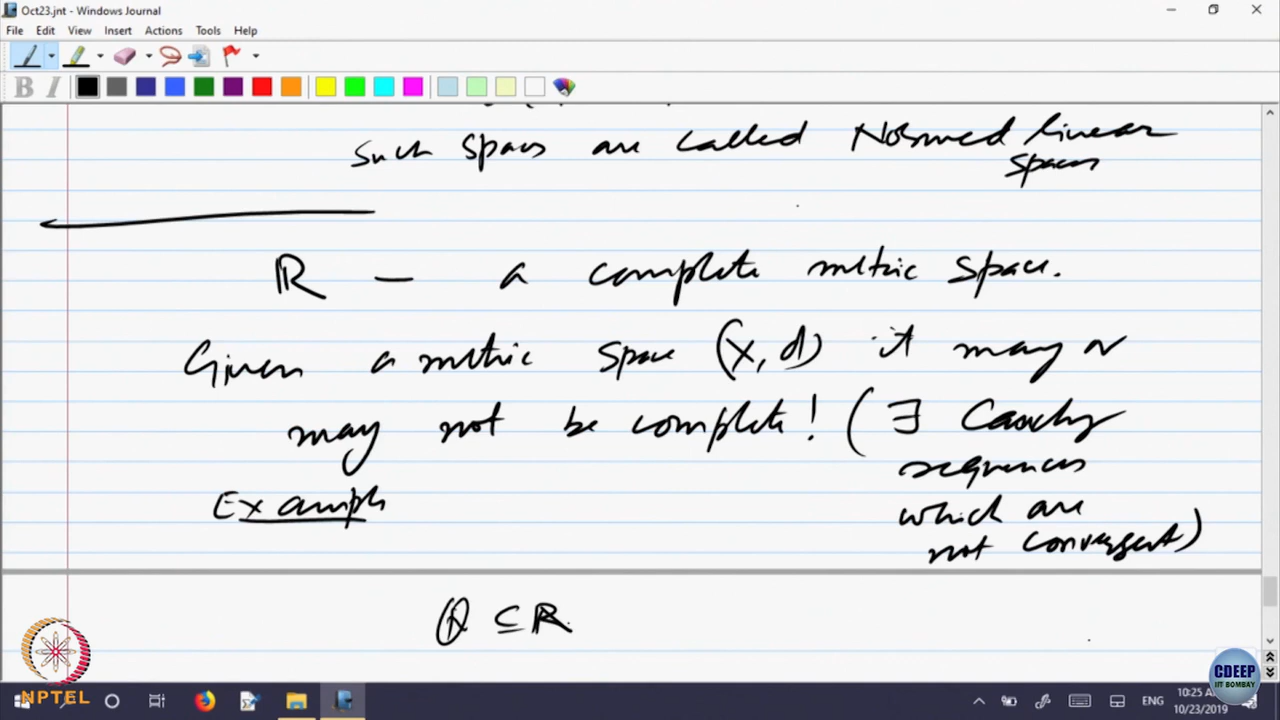 Oct23.jnt - Windows Journal
File Edit View Insert Actions Tools Help
B I
such spaces are called Normed linear
spaces
ℝ — a complete metric space.
Given a metric space (X, d) it may or
may not be complete! (∃ Cauchy
sequences
which are
not convergent)
Example
ℚ ⊆ ℝ
NPTEL
CDEEP
IIT BOMBAY
ENG
10:25 A
10/23/2019